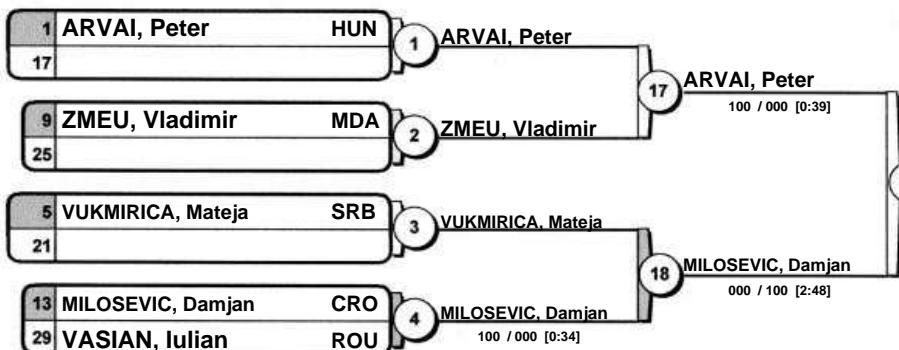 1 ARVAI, Peter HUN
17
1
ARVAI, Peter
17
ARVAI, Peter
100 / 000 [0:39]
9 ZMEU, Vladimir MDA
25
2
ZMEU, Vladimir
5 VUKMIRICA, Mateja SRB
21
3
VUKMIRICA, Mateja
18
MILOSEVIC, Damjan
000 / 100 [2:48]
13 MILOSEVIC, Damjan CRO
29 VASIAN, Iulian ROU
4
MILOSEVIC, Damjan
100 / 000 [0:34]